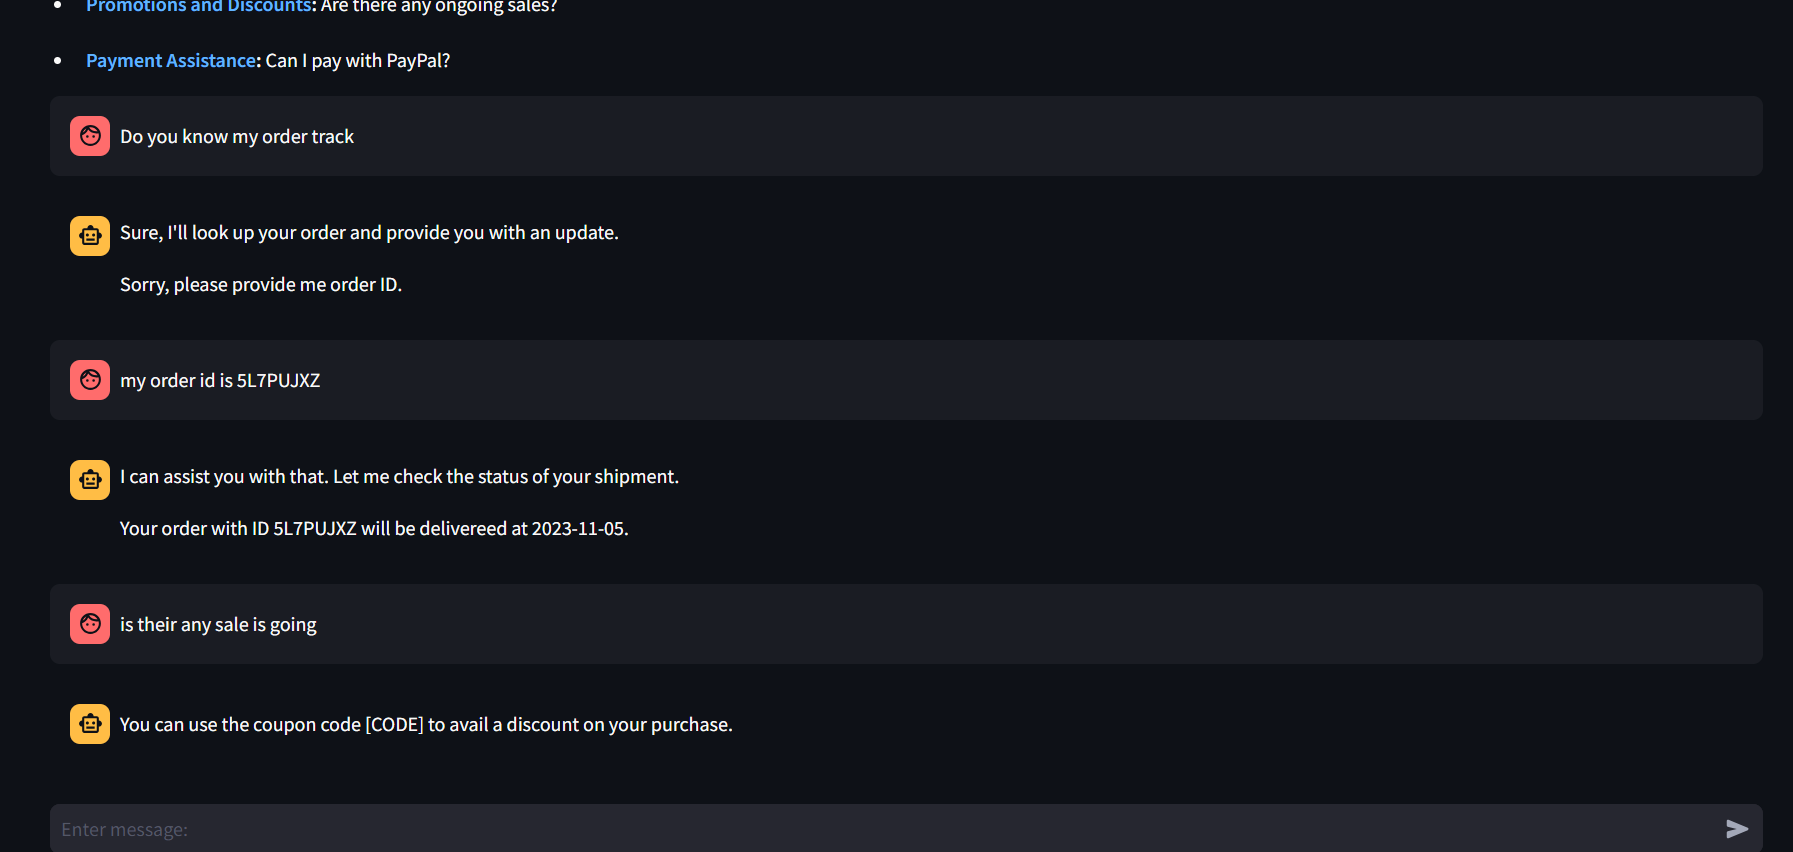 Promotions and Discounts: Are there any ongoing sales?
Payment Assistance: Can I pay with PayPal?
Do you know my order track
Sure, I'll look up your order and provide you with an update.
Sorry, please provide me order ID.
my order id is 5L7PUJXZ
I can assist you with that. Let me check the status of your shipment.
Your order with ID 5L7PUJXZ will be delivereed at 2023-11-05.
is their any sale is going
You can use the coupon code [CODE] to avail a discount on your purchase.
Enter message: